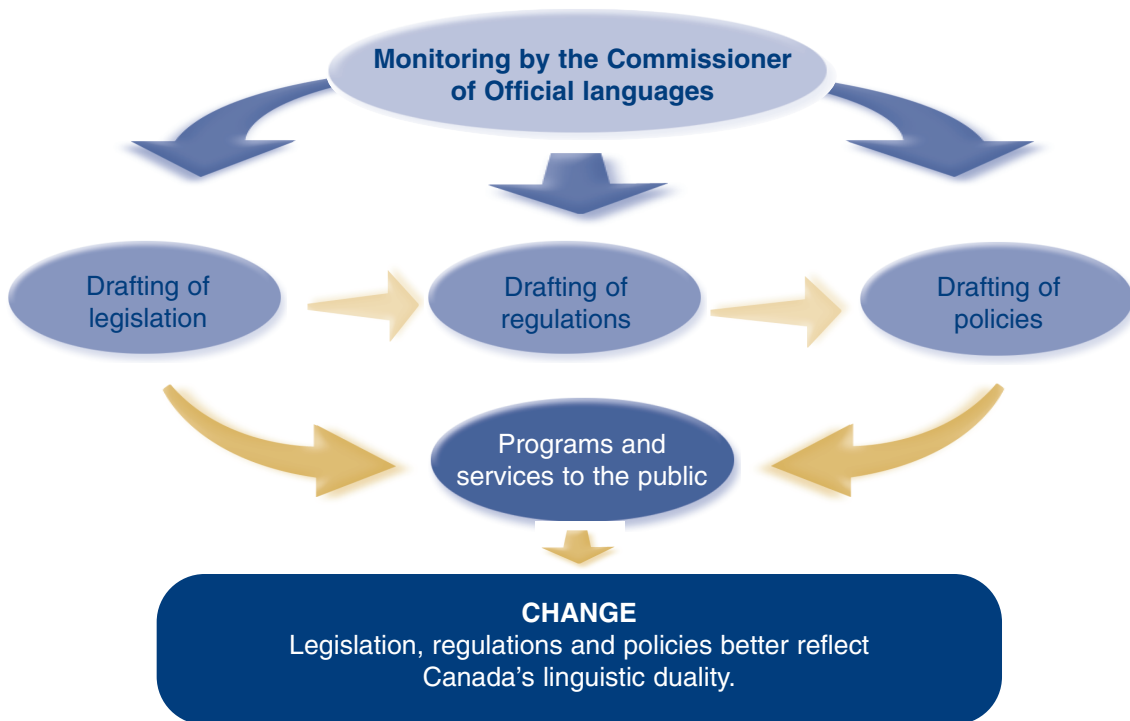 Monitoring by the Commissioner
of Official languages
Drafting of
legislation
Drafting of
regulations
Drafting of
policies
Programs and
services to the public
CHANGE
Legislation, regulations and policies better reflect
Canada’s linguistic duality.